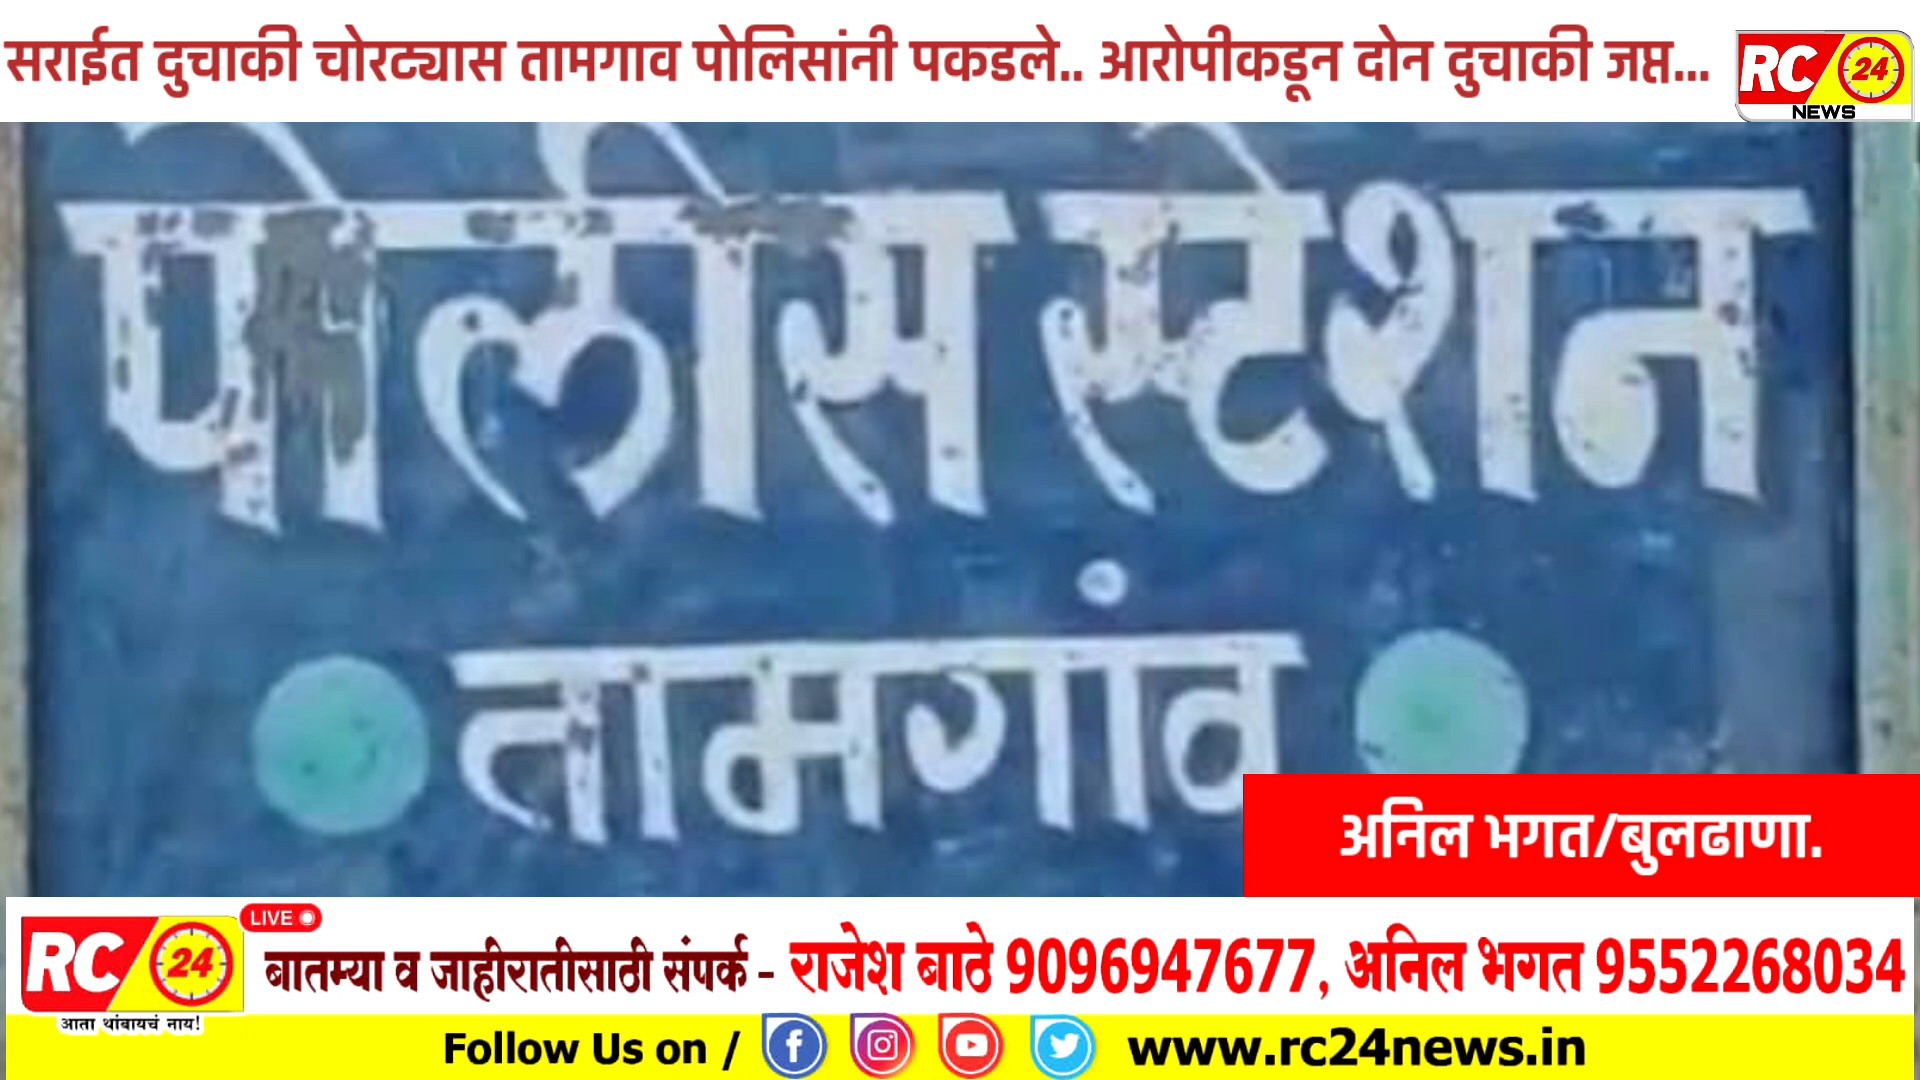 सराईत दुचाकी चोरट्यास तामगाव पोलिसांनी पकडले.. आरोपीकडून दोन दुचाकी जप्त...
RC 24
NEWS
पोलीस स्टेशन
तामगांव
अनिल भगत/बुलढाणा.
LIVE
RC 24
आता थांबायचं नाय!
बातम्या व जाहीरातीसाठी संपर्क - राजेश बाठे 9096947677, अनिल भगत 9552268034
Follow Us on / www.rc24news.in